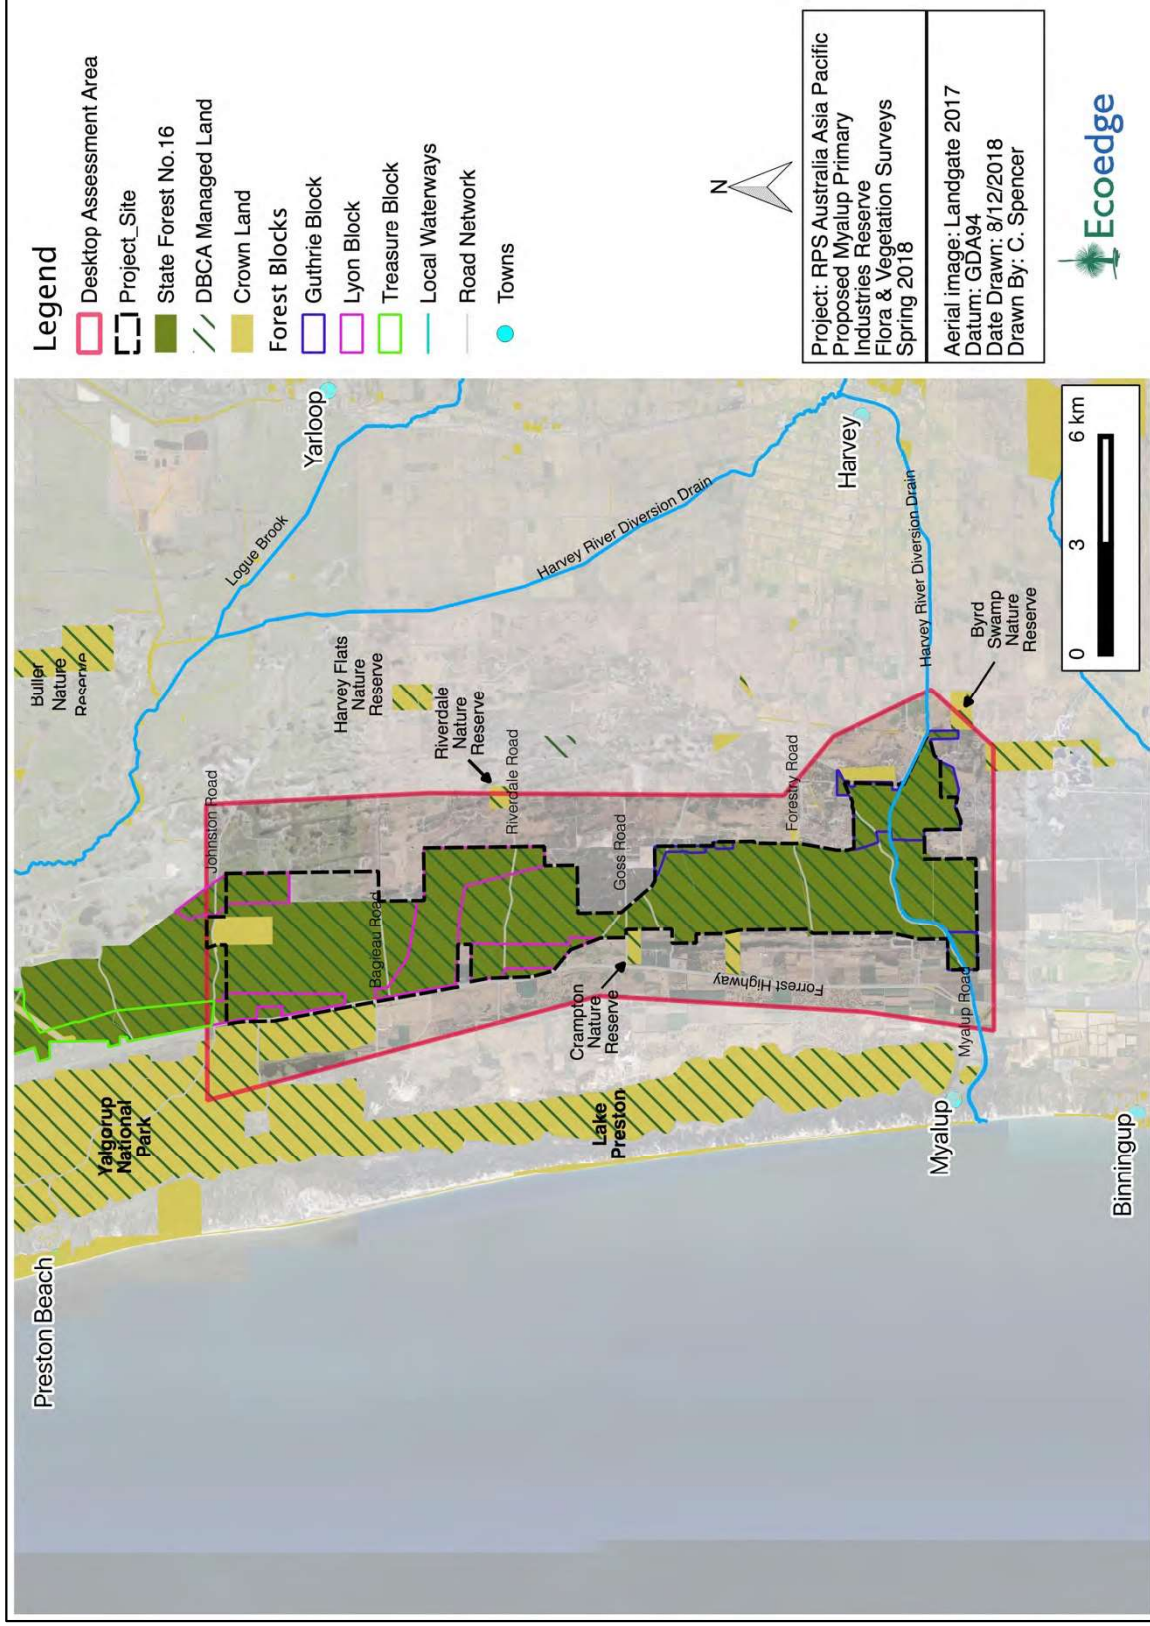 Legend
Desktop Assessment Area
Project_Site
State Forest No.16
DBCA Managed Land
Crown Land
Forest Blocks
Guthrie Block
Lyon Block
Treasure Block
Local Waterways
Road Network
Towns
N
Project: RPS Australia Asia Pacific
Proposed Myalup Primary
Industries Reserve
Flora & Vegetation Surveys
Spring 2018
Aerial image: Landgate 2017
Datum: GDA94
Date Drawn: 8/12/2018
Drawn By: C. Spencer
Ecoedge
Preston Beach
Yalgorup
National
Park
Buller
Nature
Reserve
Yarloop
Logue Brook
Johnston Road
Harvey Flats
Nature
Reserve
Bagieau Road
Riverdale
Nature
Reserve
Riverdale Road
Harvey River Diversion Drain
Goss Road
Crampton
Nature
Reserve
Lake
Preston
Forrest Highway
Forestry Road
Harvey
Harvey River Diversion Drain
Myalup Road
Myalup
Byrd
Swamp
Nature
Reserve
Binningup
0
3
6 km